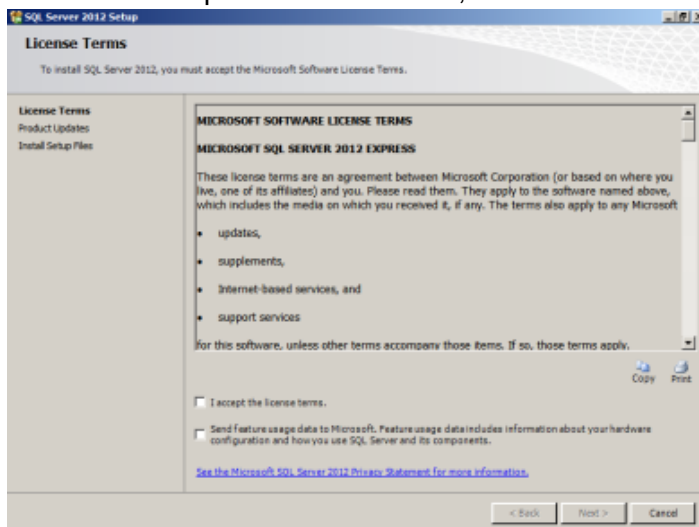 SQL Server 2012 Setup
License Terms
To install SQL Server 2012, you must accept the Microsoft Software License Terms.
License Terms
Product Updates
Install Setup Files
MICROSOFT SOFTWARE LICENSE TERMS
MICROSOFT SQL SERVER 2012 EXPRESS
These license terms are an agreement between Microsoft Corporation (or based on where you
live, one of its affiliates) and you. Please read them. They apply to the software named above,
which includes the media on which you received it, if any. The terms also apply to any Microsoft
• updates,
• supplements,
• Internet-based services, and
• support services
for this software, unless other terms accompany those items. If so, those terms apply.
Copy Print
I accept the license terms.
Send feature usage data to Microsoft. Feature usage data includes information about your hardware
configuration and how you use SQL Server and its components.
See the Microsoft SQL Server 2012 Privacy Statement for more information.
< Back Next > Cancel